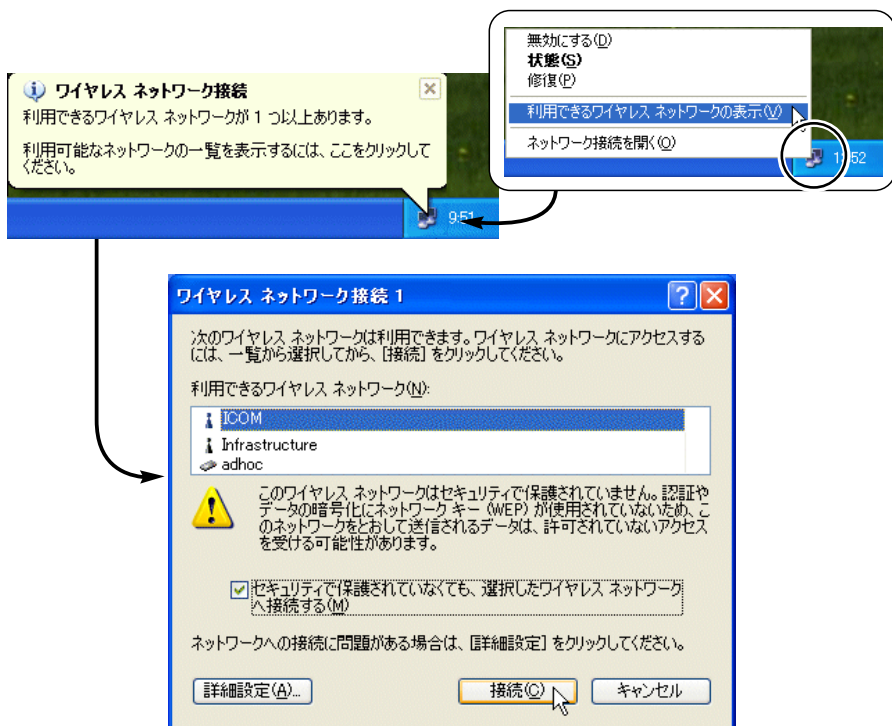 ワイヤレス ネットワーク接続
利用できるワイヤレス ネットワークが 1 つ以上あります。
利用可能なネットワークの一覧を表示するには、ここをクリックして
ください。
9:51
無効にする(D)
状態(S)
修復(P)
利用できるワイヤレス ネットワークの表示(V)
ネットワーク接続を開く(O)
ワイヤレス ネットワーク接続 1
次のワイヤレス ネットワークは利用できます。ワイヤレス ネットワークにアクセスする
には、一覧から選択してから、[接続] をクリックしてください。
利用できるワイヤレス ネットワーク(N):
ICOM
Infrastructure
adhoc
このワイヤレス ネットワークはセキュリティで保護されていません。認証や
データの暗号化にネットワーク キー (WEP) が使用されていないため、こ
のネットワークをとおして送信されるデータは、許可されていないアクセス
を受ける可能性があります。
セキュリティで保護されていなくても、選択したワイヤレス ネットワーク
へ接続する(M)
ネットワークへの接続に問題がある場合は、[詳細設定] をクリックしてください。
詳細設定(A)...
接続(C)
キャンセル